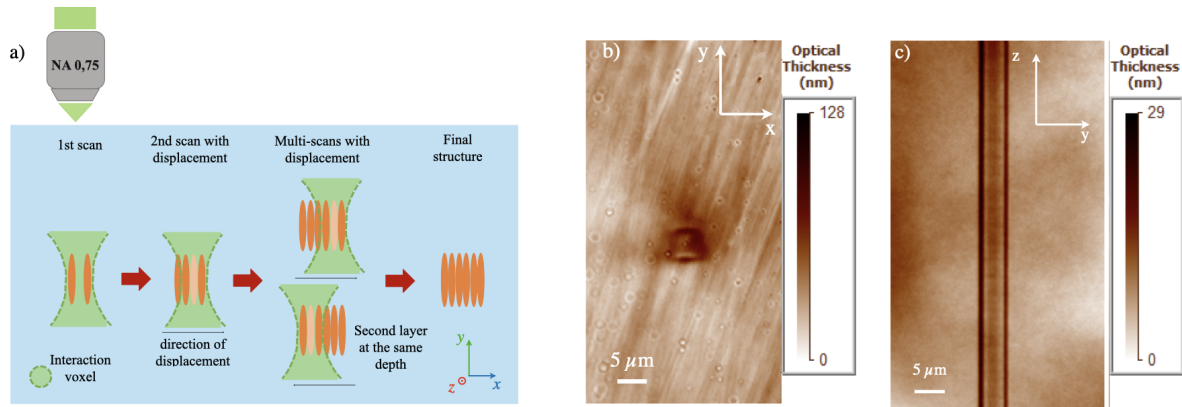 a)
NA 0,75
1st scan
2nd scan with
displacement
Multi-scans with
displacement
Final
structure
direction of
displacement
Second layer
at the same
depth
Interaction
voxel
y
z
x
b)
y
x
5 μm
Optical
Thickness
(nm)
128
0
c)
z
y
5 μm
Optical
Thickness
(nm)
29
0